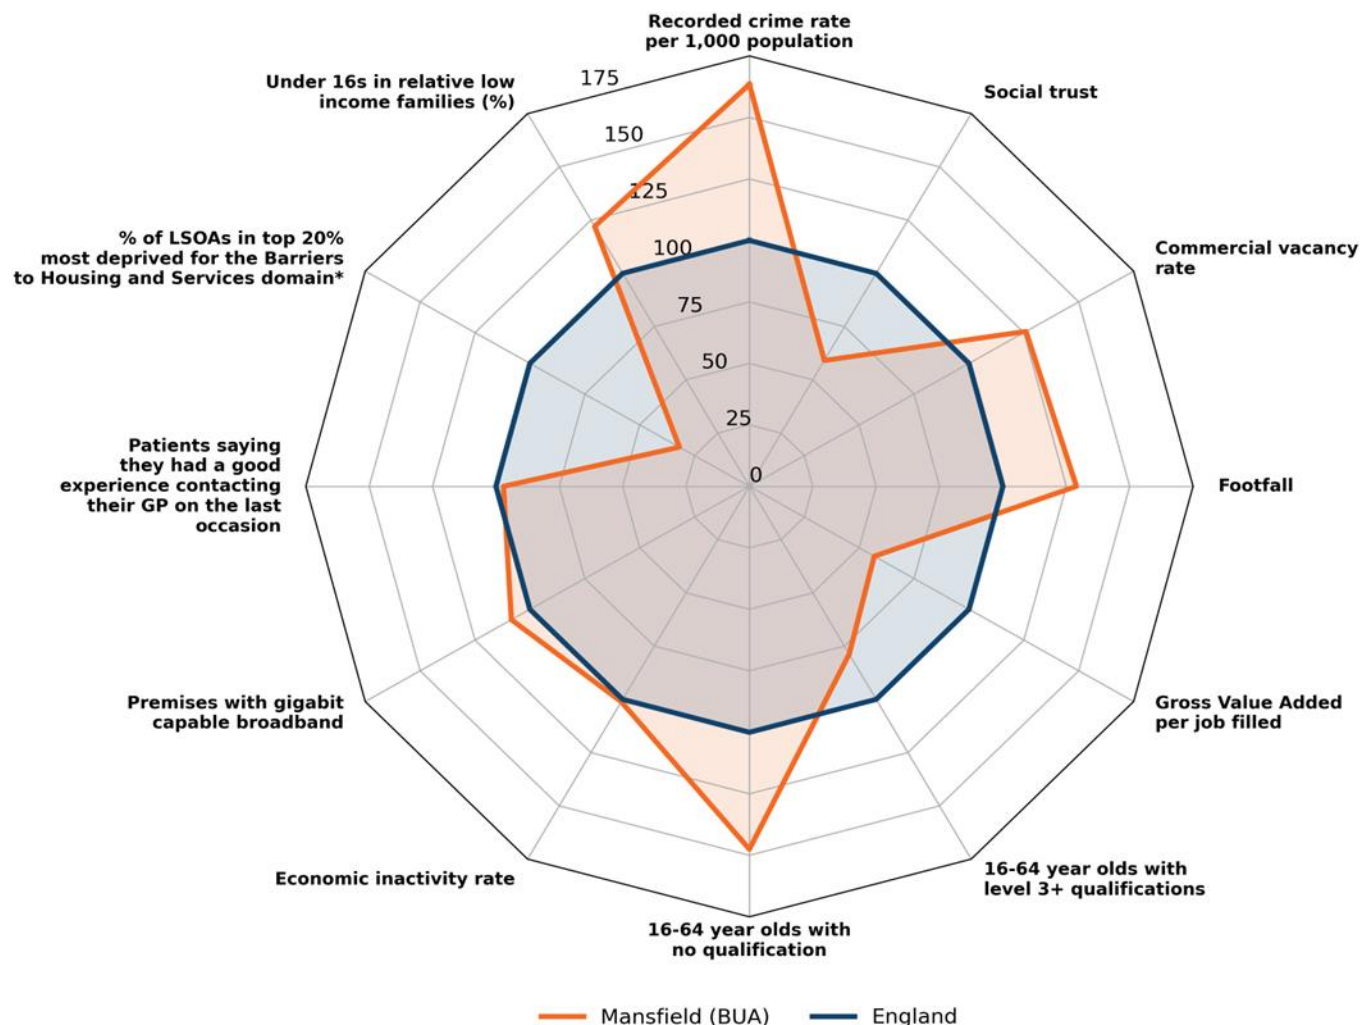 Recorded crime rate
per 1,000 population
Social trust
Commercial vacancy
rate
Footfall
Gross Value Added
per job filled
16-64 year olds with
level 3+ qualifications
16-64 year olds with
no qualification
Economic inactivity rate
Premises with gigabit
capable broadband
Patients saying
they had a good
experience contacting
their GP on the last
occasion
% of LSOAs in top 20%
most deprived for the Barriers
to Housing and Services domain*
Under 16s in relative low
income families (%)
175
150
125
100
75
50
25
0
Mansfield (BUA)
England